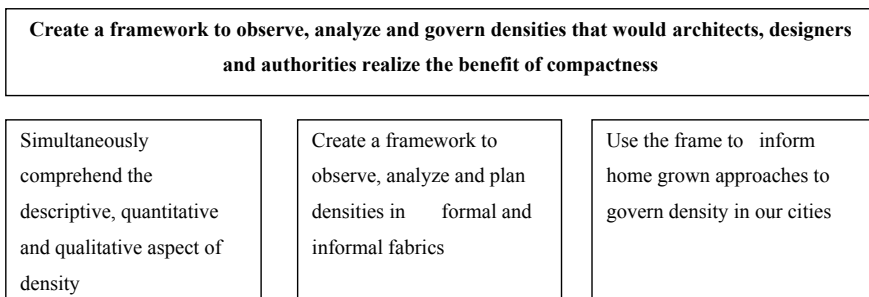 Create a framework to observe, analyze and govern densities that would architects, designers
and authorities realize the benefit of compactness
Simultaneously
comprehend the
descriptive, quantitative
and qualitative aspect of
density
Create a framework to
observe, analyze and plan
densities in formal and
informal fabrics
Use the frame to inform
home grown approaches to
govern density in our cities